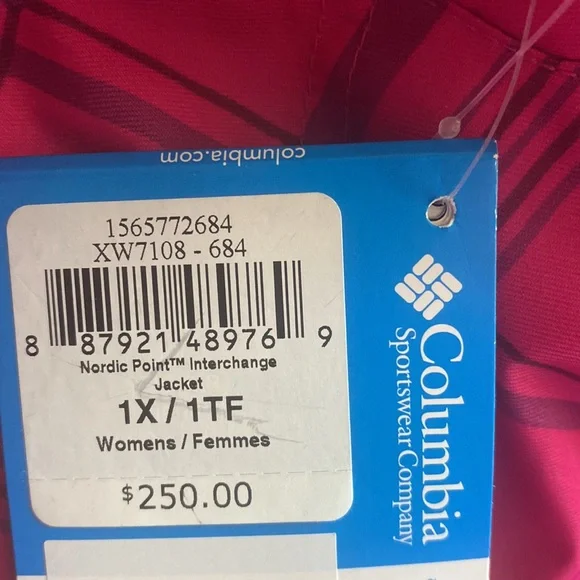 columbia.com
1565772684
XW7108 - 684
8 87921 48976 9
Nordic Point™ Interchange
Jacket
1X / 1TF
Womens / Femmes
$250.00
Columbia
Sportswear Company